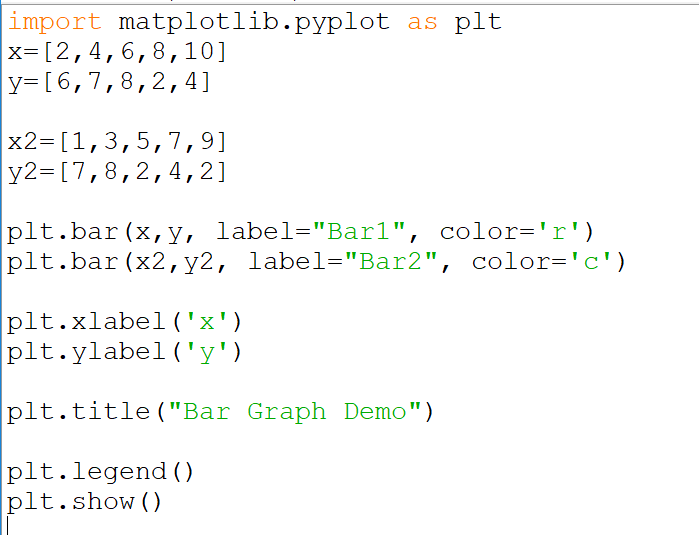 import matplotlib.pyplot as plt
x=[2,4,6,8,10]
y=[6,7,8,2,4]
x2=[1,3,5,7,9]
y2=[7,8,2,4,2]
plt.bar(x,y, label="Bar1", color='r')
plt.bar(x2,y2, label="Bar2", color='c')
plt.xlabel('x')
plt.ylabel('y')
plt.title("Bar Graph Demo")
plt.legend()
plt.show()